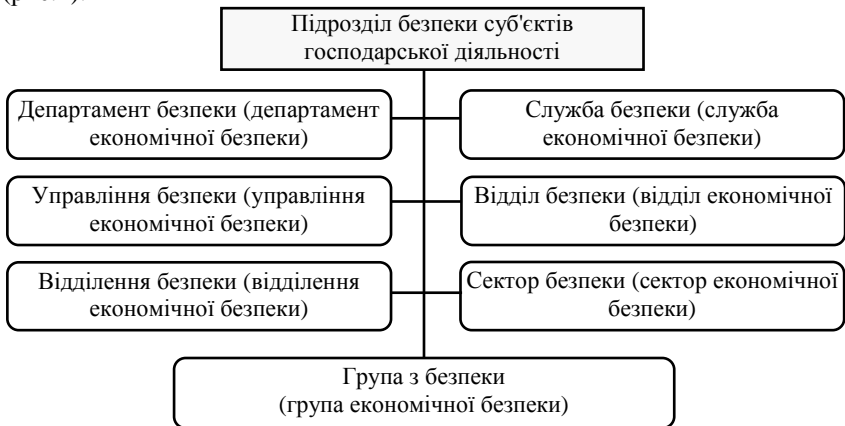 Підрозділ безпеки суб'єктів
господарської діяльності
Департамент безпеки (департамент
економічної безпеки)
Служба безпеки (служба
економічної безпеки)
Управління безпеки (управління
економічної безпеки)
Відділ безпеки (відділ економічної
безпеки)
Відділення безпеки (відділення
економічної безпеки)
Сектор безпеки (сектор економічної
безпеки)
Група з безпеки
(група економічної безпеки)